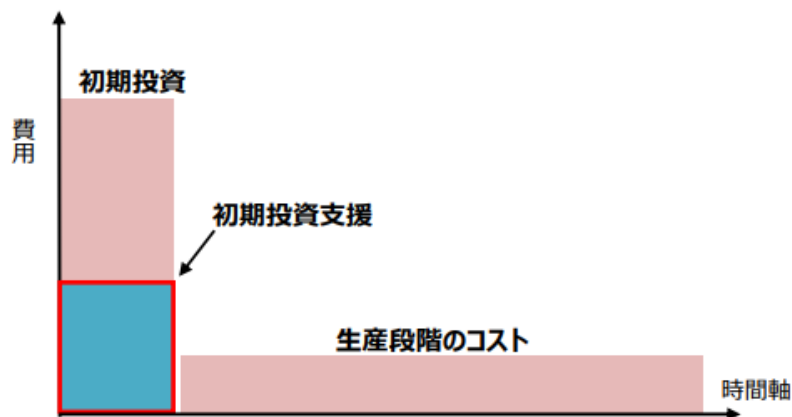 初期投資
費用
初期投資支援
生産段階のコスト
時間軸